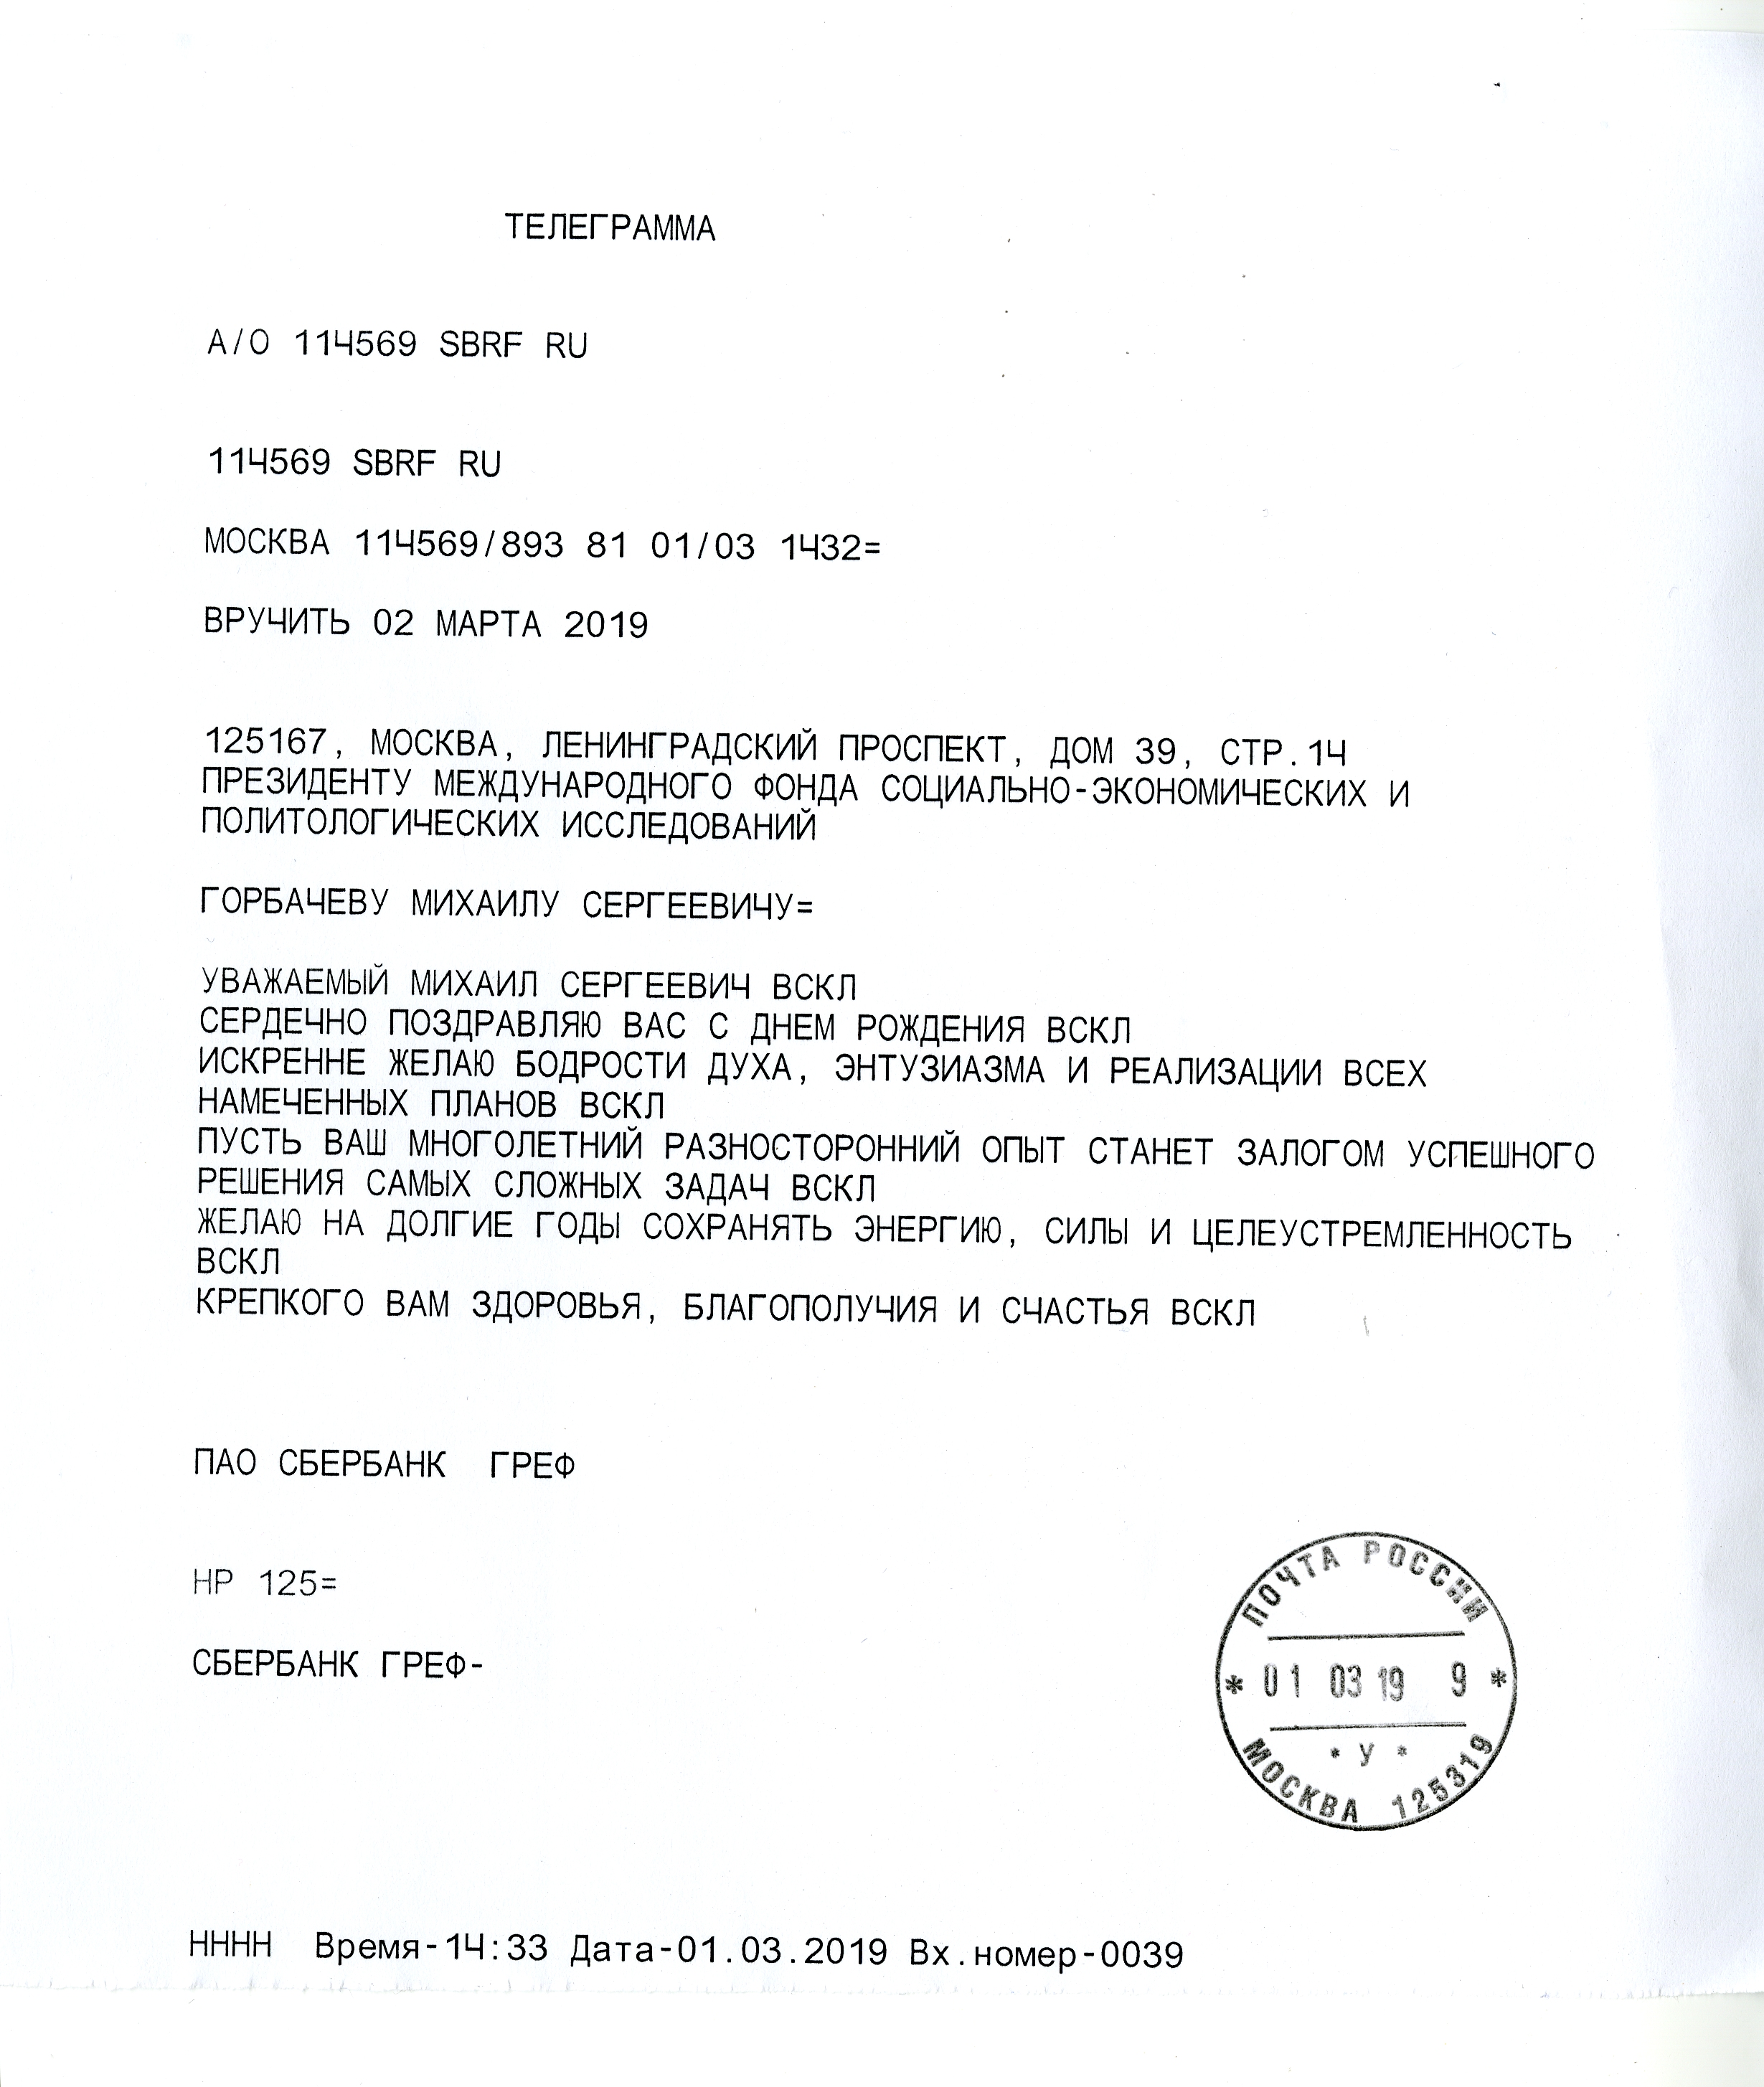 ТЕЛЕГРАММА
А/О 114569 SBRF RU
114569 SBRF RU
МОСКВА 114569/893 81 01/03 1432=
ВРУЧИТЬ 02 МАРТА 2019
125167, МОСКВА, ЛЕНИНГРАДСКИЙ ПРОСПЕКТ, ДОМ 39, СТР.14
ПРЕЗИДЕНТУ МЕЖДУНАРОДНОГО ФОНДА СОЦИАЛЬНО-ЭКОНОМИЧЕСКИХ И
ПОЛИТОЛОГИЧЕСКИХ ИССЛЕДОВАНИЙ
ГОРБАЧЕВУ МИХАИЛУ СЕРГЕЕВИЧУ=
УВАЖАЕМЫЙ МИХАИЛ СЕРГЕЕВИЧ ВСКЛ
СЕРДЕЧНО ПОЗДРАВЛЯЮ ВАС С ДНЕМ РОЖДЕНИЯ ВСКЛ
ИСКРЕННЕ ЖЕЛАЮ БОДРОСТИ ДУХА, ЭНТУЗИАЗМА И РЕАЛИЗАЦИИ ВСЕХ
НАМЕЧЕННЫХ ПЛАНОВ ВСКЛ
ПУСТЬ ВАШ МНОГОЛЕТНИЙ РАЗНОСТОРОННИЙ ОПЫТ СТАНЕТ ЗАЛОГОМ УСПЕШНОГО
РЕШЕНИЯ САМЫХ СЛОЖНЫХ ЗАДАЧ ВСКЛ
ЖЕЛАЮ НА ДОЛГИЕ ГОДЫ СОХРАНЯТЬ ЭНЕРГИЮ, СИЛЫ И ЦЕЛЕУСТРЕМЛЕННОСТЬ
ВСКЛ
КРЕПКОГО ВАМ ЗДОРОВЬЯ, БЛАГОПОЛУЧИЯ И СЧАСТЬЯ ВСКЛ
ПАО СБЕРБАНК ГРЕФ
НР 125=
СБЕРБАНК ГРЕФ-
ПОЧТА РОССИИ
* 01 03 19 9 *
* У *
МОСКВА 125319
НННН Время-14:33 Дата-01.03.2019 Вх.номер-0039